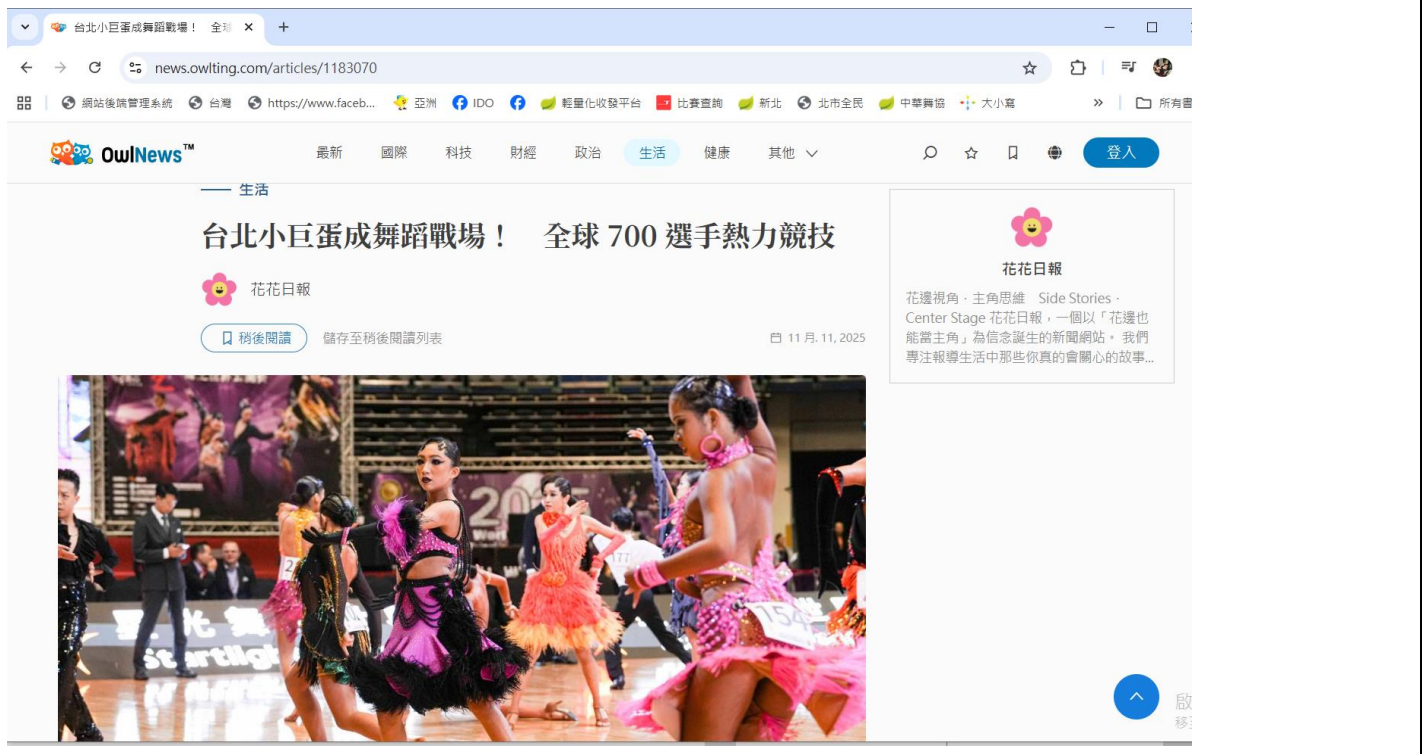 台北小巨蛋成舞蹈戰場！ 全球
news.owlting.com/articles/1183070
網站後端管理系統 台灣 https://www.faceb... 亞洲 IDO 輕量化收發平台 比賽查詢 新北 北市全民 中華舞協 大小寫 » 所有書
OwlNews™ 最新 國際 科技 財經 政治 生活 健康 其他 登入
生活
台北小巨蛋成舞蹈戰場！ 全球 700 選手熱力競技
花花日報
稍後閱讀 儲存至稍後閱讀列表 11 月. 11, 2025
花花日報
花邊視角．主角思維 Side Stories．
Center Stage 花花日報，一個以「花邊也
能當主角」為信念誕生的新聞網站。 我們
專注報導生活中那些你真的會關心的故事...
202
154
177
Startlight
啟
移至